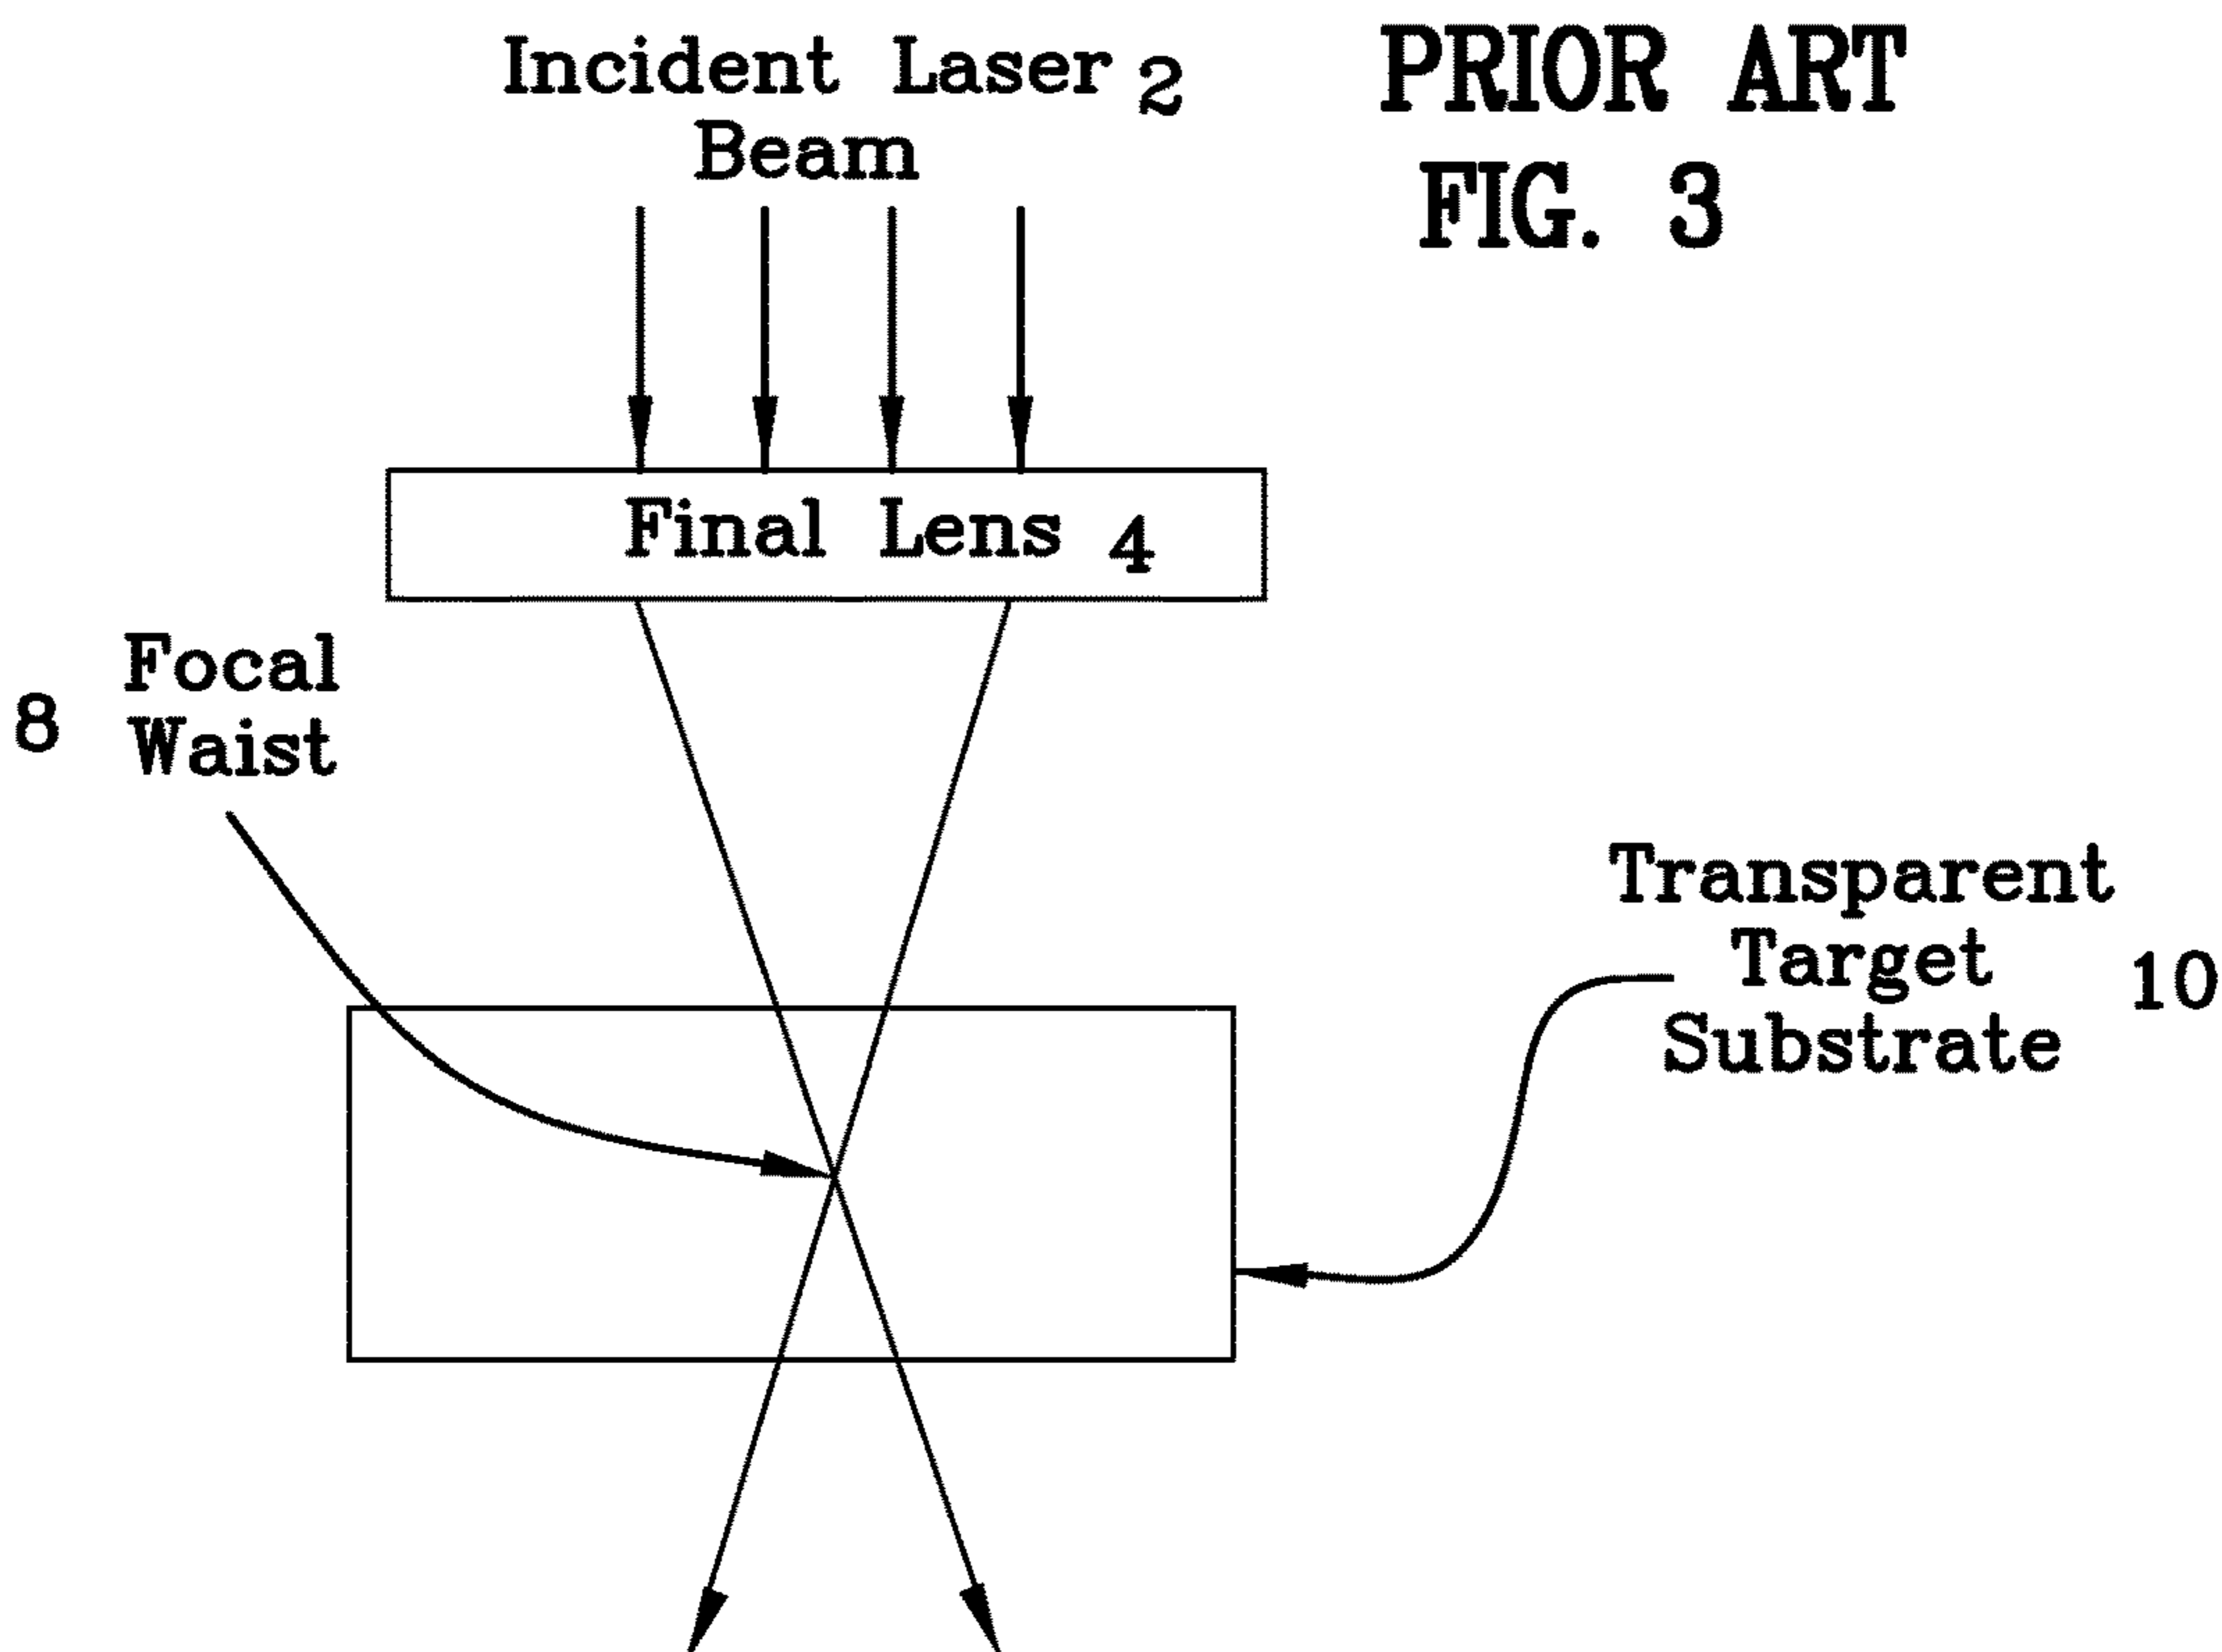 Incident Laser 2
Beam
PRIOR ART
FIG. 3
Final Lens 4
Focal
Waist
8
Transparent
Target
Substrate
10